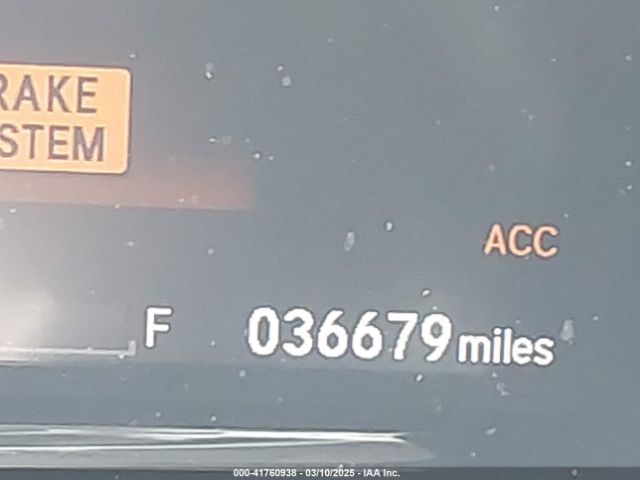 RAKE
STEM
ACC
F 036679 miles
000-41760938 - 03/10/2025 - IAA Inc.